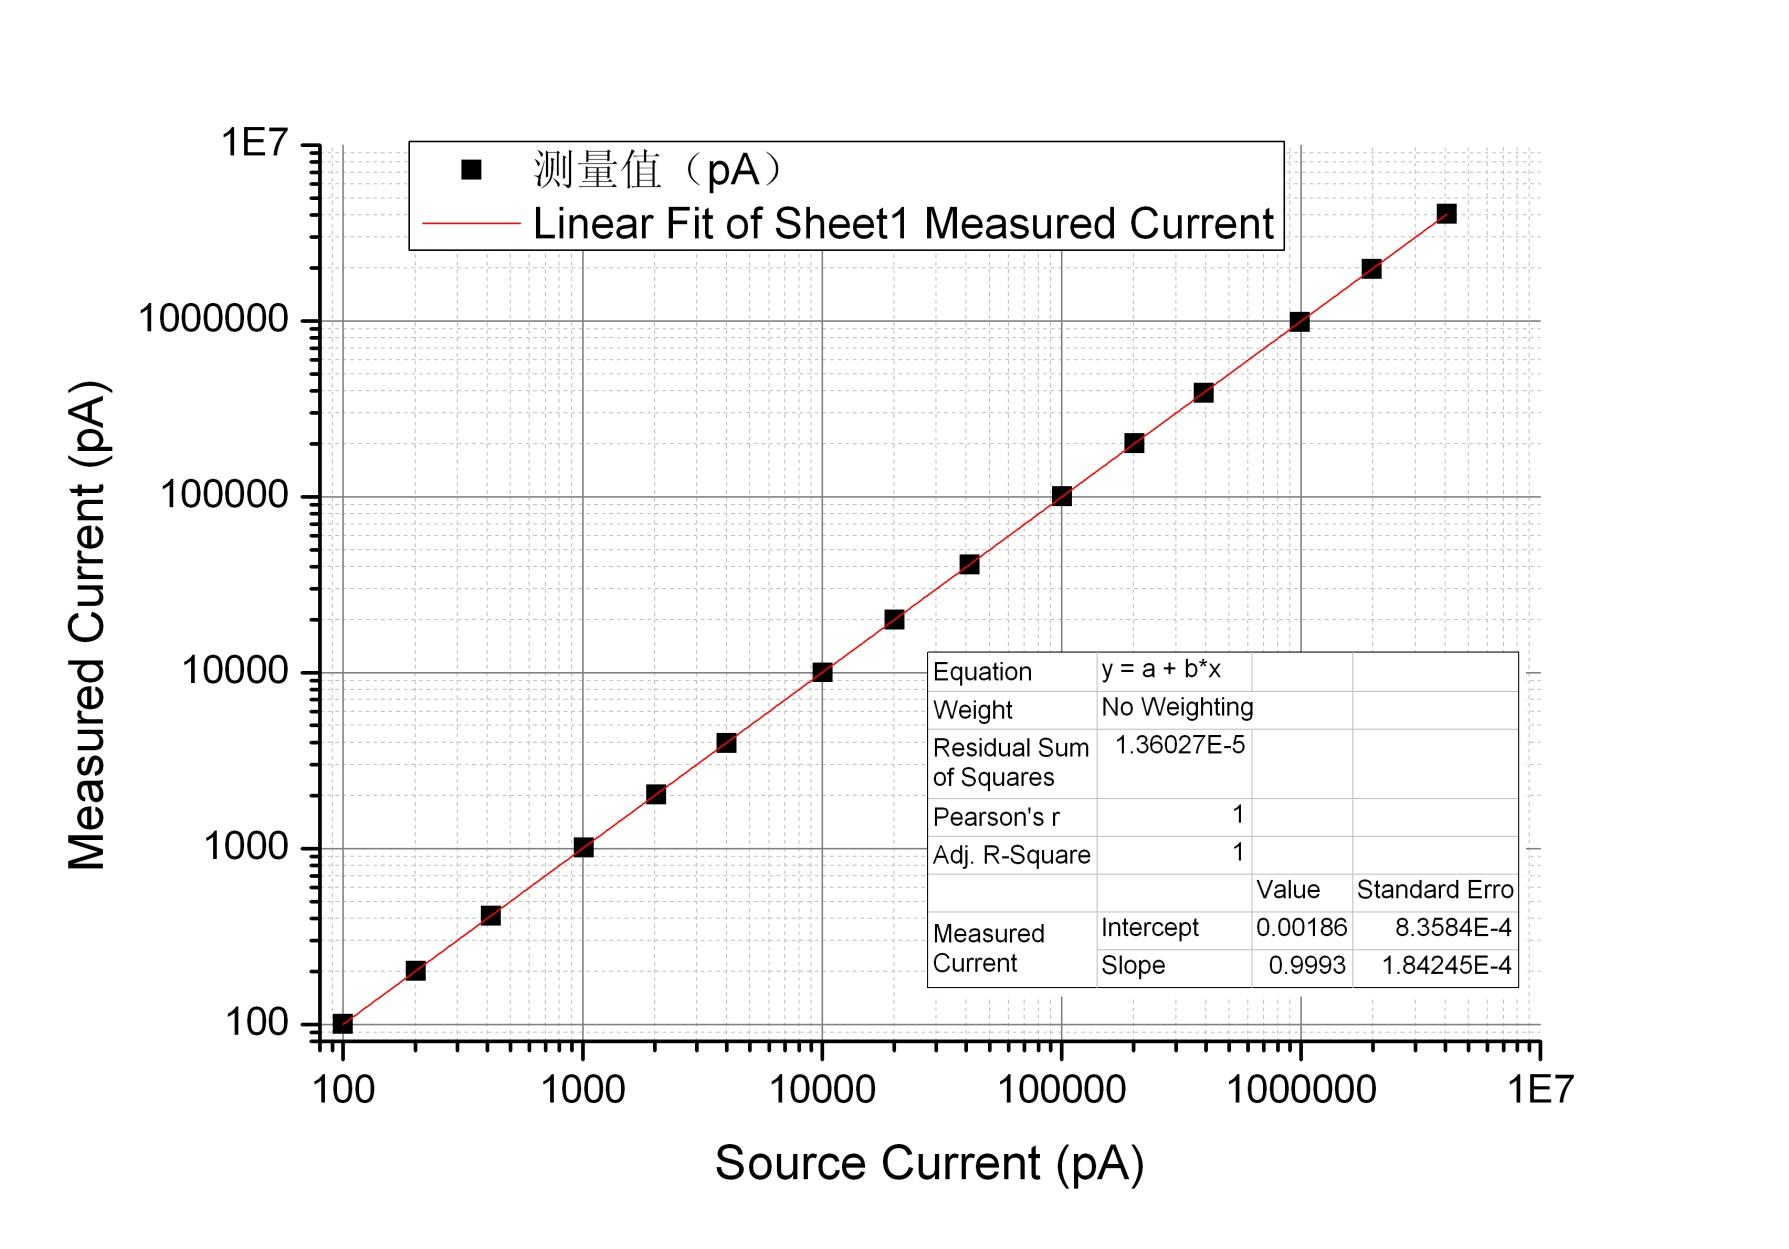 测量值（pA）
Linear Fit of Sheet1 Measured Current
1E7
1000000
100000
10000
1000
100
Measured Current (pA)
Equation y = a + b*x
Weight No Weighting
Residual Sum of Squares 1.36027E-5
Pearson's r 1
Adj. R-Square 1
Value Standard Erro
Measured Current Intercept 0.00186 8.3584E-4
Slope 0.9993 1.84245E-4
100 1000 10000 100000 1000000 1E7
Source Current (pA)